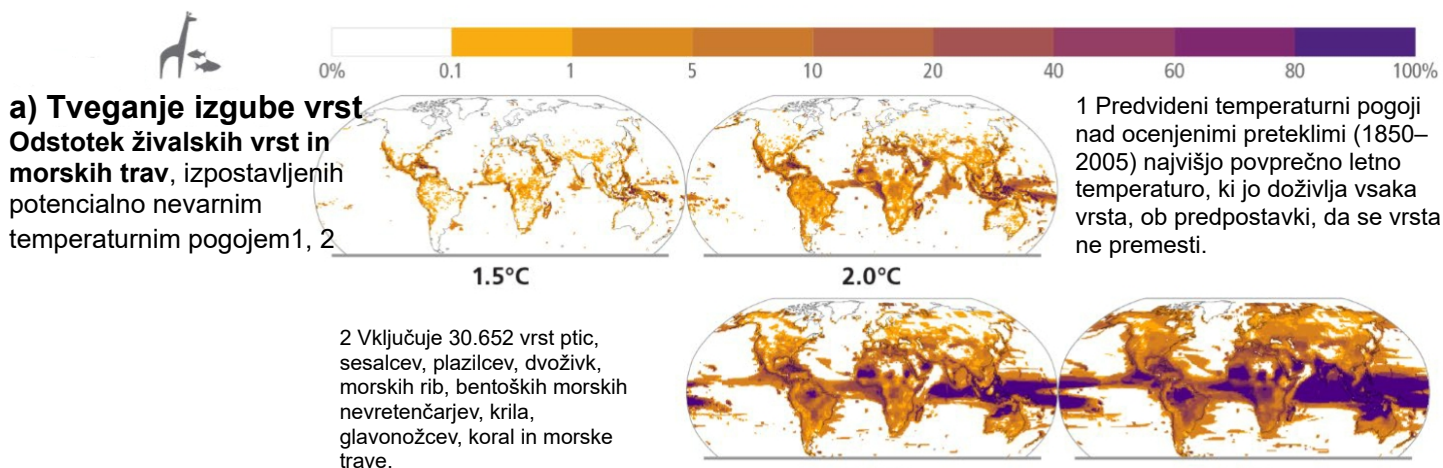 0% 0.1 1 5 10 20 40 60 80 100%
a) Tveganje izgube vrst
Odstotek živalskih vrst in
morskih trav, izpostavljenih
potencialno nevarnim
temperaturnim pogojem1, 2
1.5°C
2.0°C
1 Predvideni temperaturni pogoji
nad ocenjenimi preteklimi (1850–
2005) najvišjo povprečno letno
temperaturo, ki jo doživlja vsaka
vrsta, ob predpostavki, da se vrsta
ne premesti.
2 Vključuje 30.652 vrst ptic,
sesalcev, plazilcev, dvoživk,
morskih rib, bentoških morskih
nevretenčarjev, krila,
glavonožcev, koral in morske
trave.